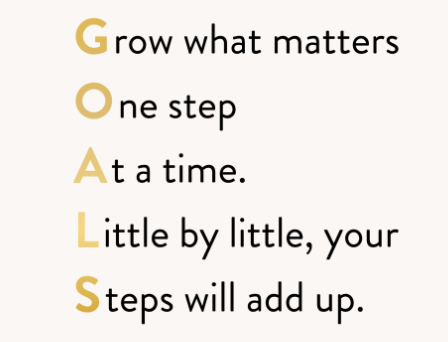 Grow what matters
One step
At a time.
Little by little, your
Steps will add up.